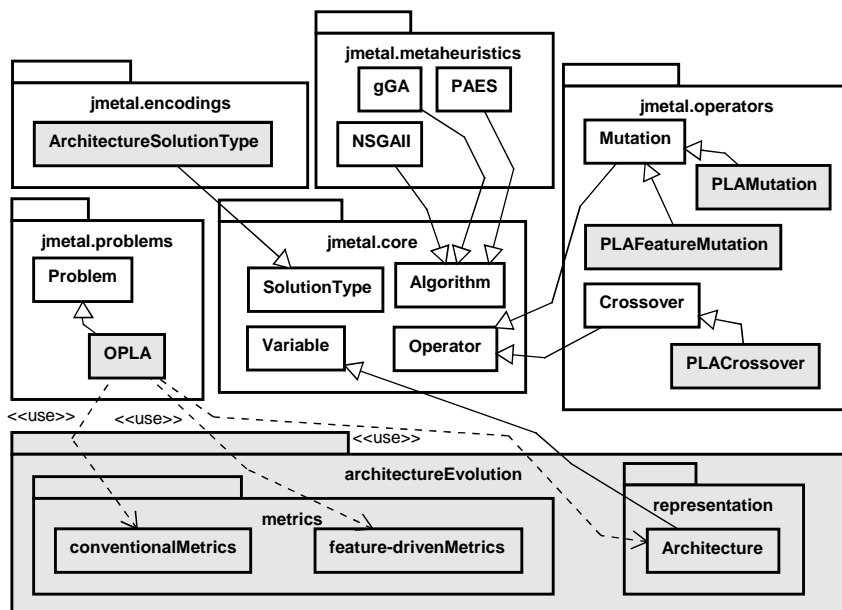 jmetal.metaheuristics
gGA
PAES
NSGAII
jmetal.encodings
ArchitectureSolutionType
jmetal.operators
Mutation
PLAMutation
PLAFeatureMutation
Crossover
PLACrossover
jmetal.problems
Problem
OPLA
jmetal.core
SolutionType
Algorithm
Variable
Operator
<<use>>
<<use>>
<<use>>
architectureEvolution
metrics
conventionalMetrics
feature-drivenMetrics
representation
Architecture